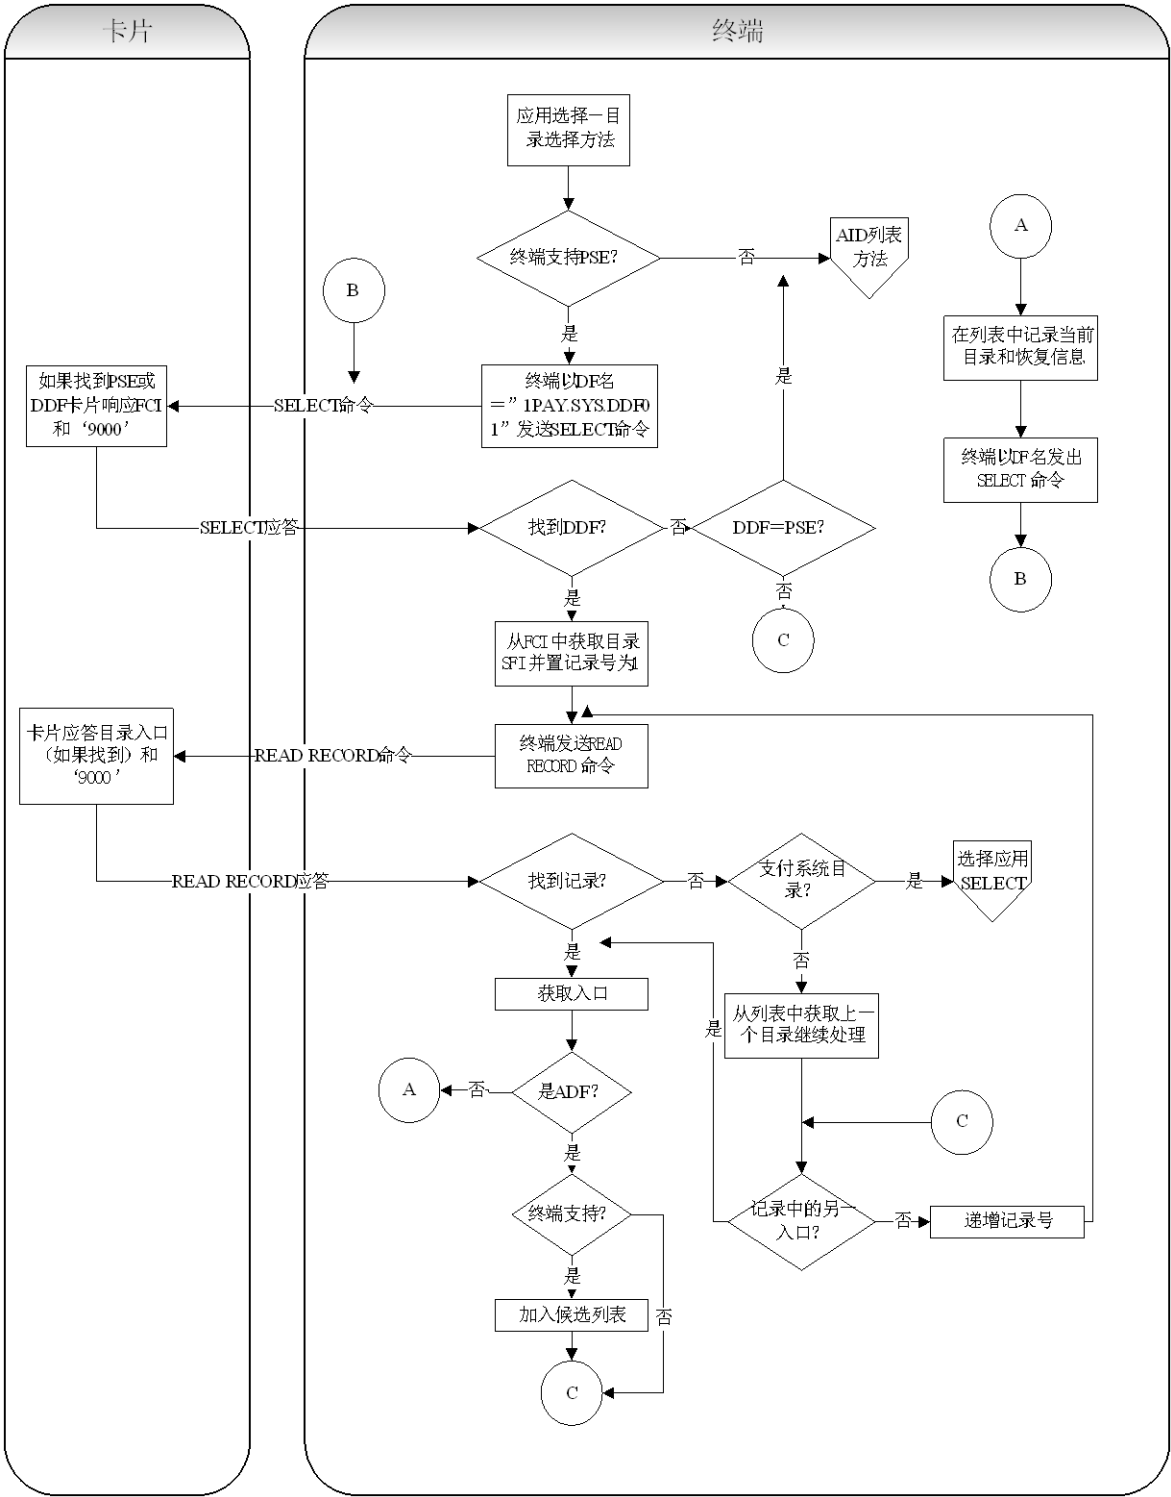 卡片
终端
应用选择－目
录选择方法
终端支持PSE?
否
AID列表
方法
A
B
是
在列表中记录当前
目录和恢复信息
如果找到PSE或
DDF卡片响应FCI
和‘9000’
SELECT命令
终端以DF名
＝”1PAY.SYS.DDF0
1”发送SELECT命令
是
终端以DF名发出
SELECT 命令
SELECT应答
找到DDF?
否
DDF＝PSE?
B
是
否
从FCI中获取目录
SFI并置记录号为1
C
卡片应答目录入口
（如果找到）和
‘9000’
READ RECORD命令
终端发送READ
RECORD 命令
READ RECORD应答
找到记录?
否
支付系统目
录?
是
选择应用
SELECT
是
否
获取入口
从列表中获取上一
个目录继续处理
是
A
否
是ADF?
C
是
终端支持?
记录中的另一
入口?
否
递增记录号
是
加入候选列表
否
C